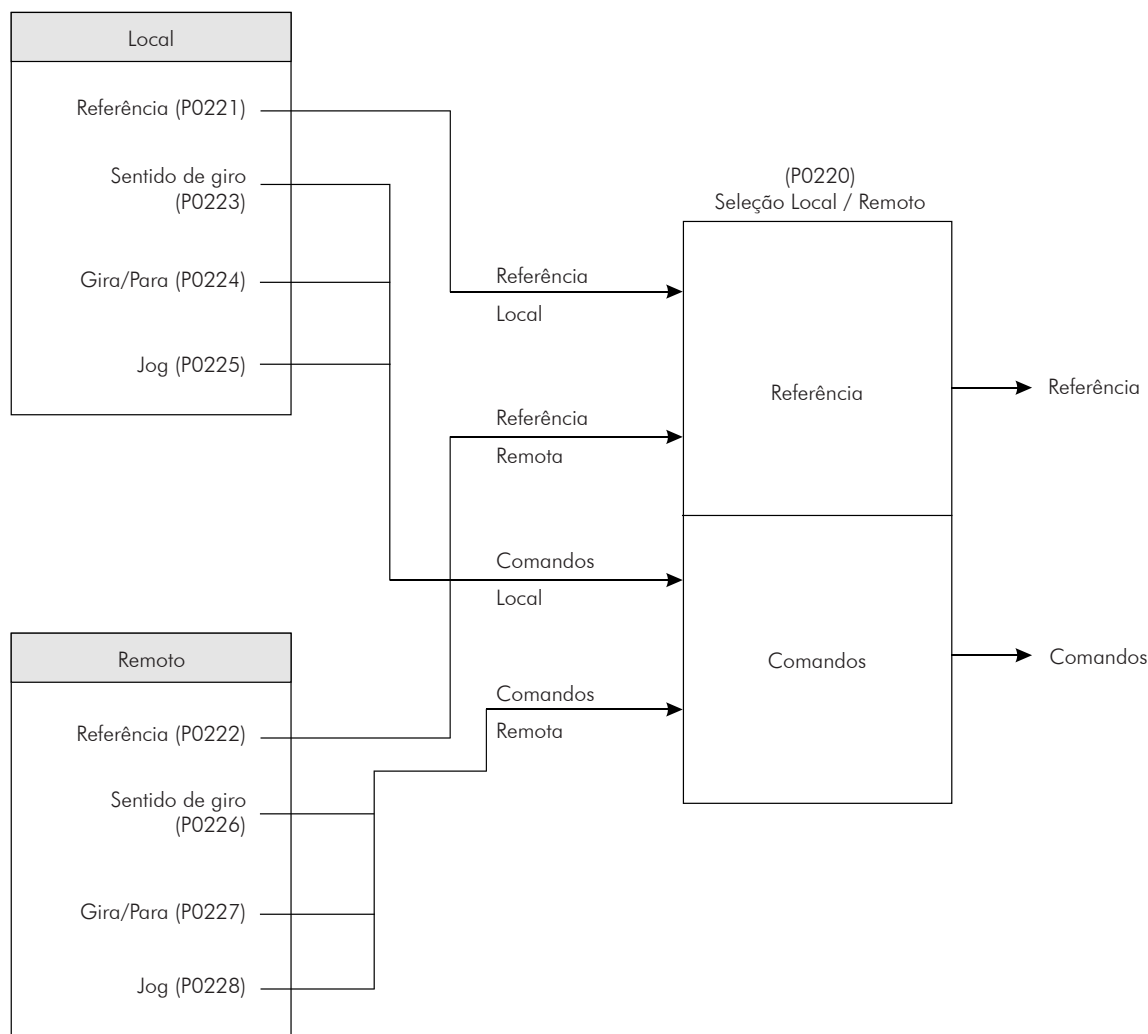 Local
Referência (P0221)
Sentido de giro
(P0223)
Gira/Para (P0224)
Jog (P0225)
(P0220)
Seleção Local / Remoto
Referência
Local
Referência
Remota
Referência
Referência
Comandos
Local
Comandos
Remota
Comandos
Comandos
Remoto
Referência (P0222)
Sentido de giro
(P0226)
Gira/Para (P0227)
Jog (P0228)